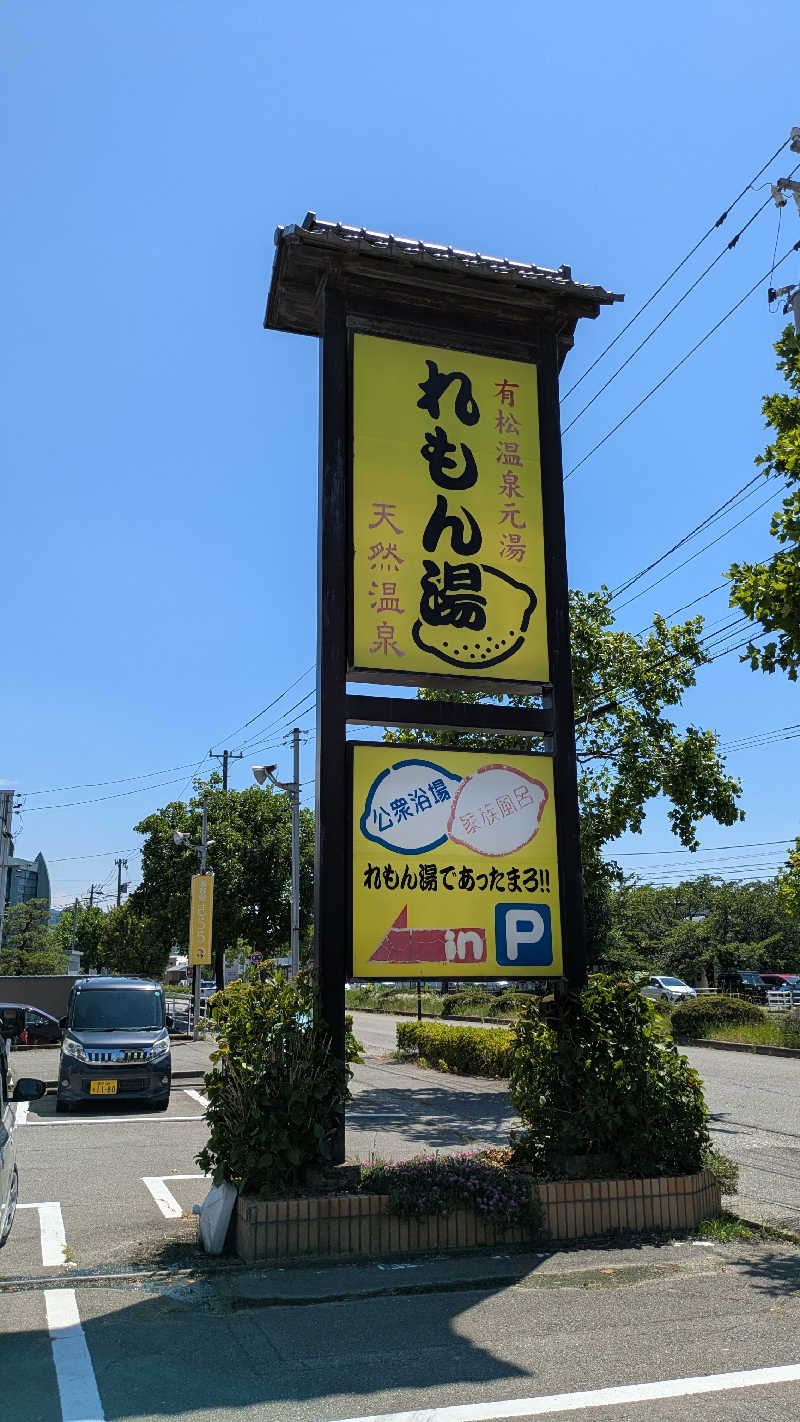 有松温泉元湯
れもん湯
天然温泉
公衆浴場
家族風呂
れもん湯であったまろ!!
in
P